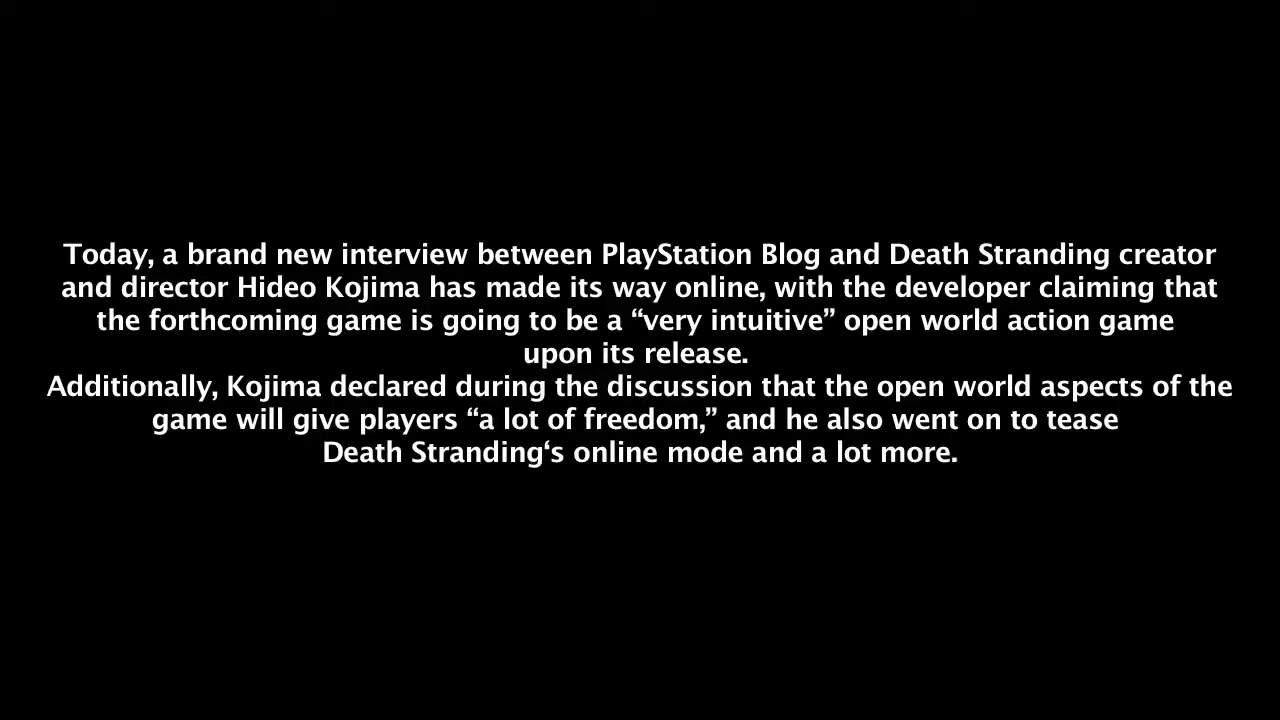 Today, a brand new interview between PlayStation Blog and Death Stranding creator
and director Hideo Kojima has made its way online, with the developer claiming that
the forthcoming game is going to be a “very intuitive” open world action game
upon its release.
Additionally, Kojima declared during the discussion that the open world aspects of the
game will give players “a lot of freedom,” and he also went on to tease
Death Stranding‘s online mode and a lot more.